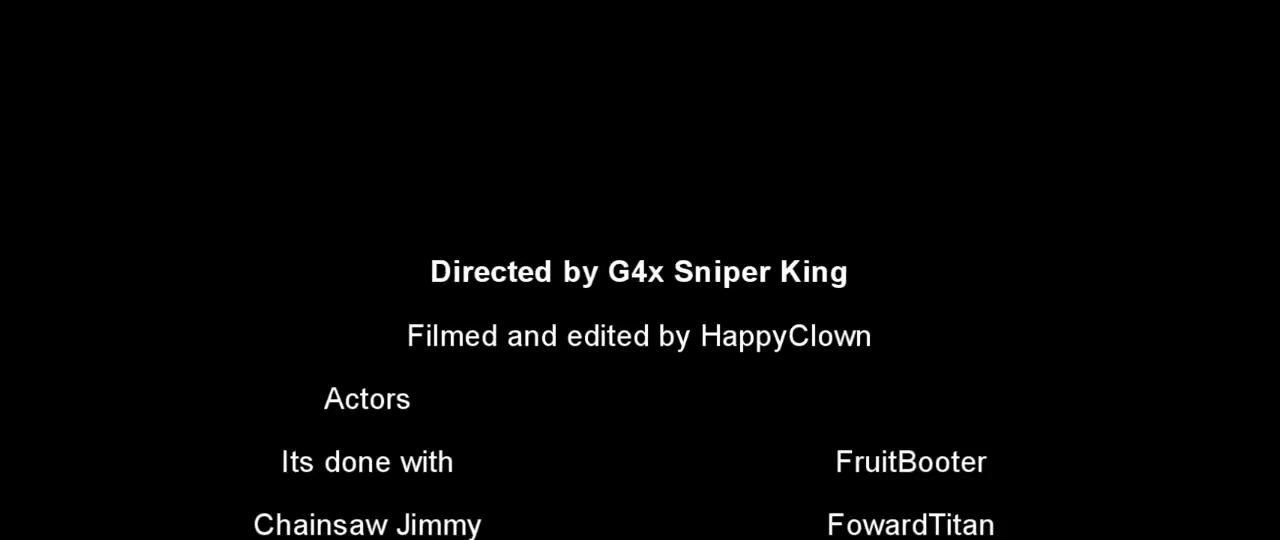 Directed by G4x Sniper King
Filmed and edited by HappyClown
Actors
Its done with FruitBooter
Chainsaw Jimmy FowardTitan